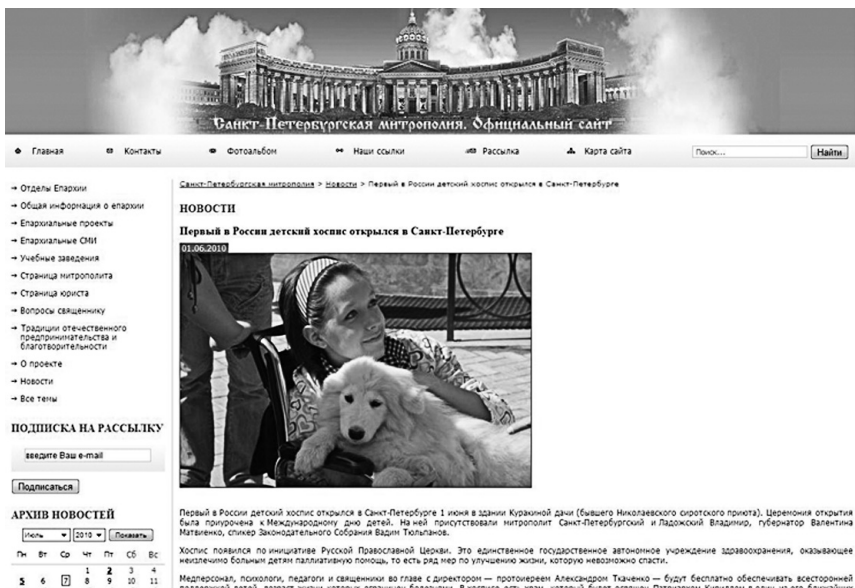 Санкт-Петербургская митрополия. Официальный сайт
Главная
Контакты
Фотоальбом
Наши ссылки
Рассылка
Карта сайта
Поиск...
Найти
Отделы Епархии
Общая информация о епархии
Епархиальные проекты
Епархиальные СМИ
Учебные заведения
Страница митрополита
Страница юриста
Вопросы священнику
Традиции отечественного
предпринимательства и
благотворительности
О проекте
Новости
Все темы
ПОДПИСКА НА РАССЫЛКУ
введите Ваш e-mail
Подписаться
АРХИВ НОВОСТЕЙ
Июль 2010 Показать
Пн Вт Ср Чт Пт Сб Вс
1 2 3 4
5 6 7 8 9 10 11
Санкт-Петербургская митрополия > Новости > Первый в России детский хоспис открылся в Санкт-Петербурге
НОВОСТИ
Первый в России детский хоспис открылся в Санкт-Петербурге
01.06.2010
Первый в России детский хоспис открылся в Санкт-Петербурге 1 июня в здании Куракиной дачи (бывшего Николаевского сиротского приюта). Церемония открытия
была приурочена к Международному дню детей. На ней присутствовали митрополит Санкт-Петербургский и Ладожский Владимир, губернатор Валентина
Матвиенко, спикер Законодательного Собрания Вадим Тюльпанов.
Хоспис появился по инициативе Русской Православной Церкви. Это единственное государственное автономное учреждение здравоохранения, оказывающее
неизлечимо больным детям паллиативную помощь, то есть ряд мер по улучшению жизни, которую невозможно спасти.
Медперсонал, психологи, педагоги и священники во главе с директором — протоиереем Александром Ткаченко — будут бесплатно обеспечивать всесторонний